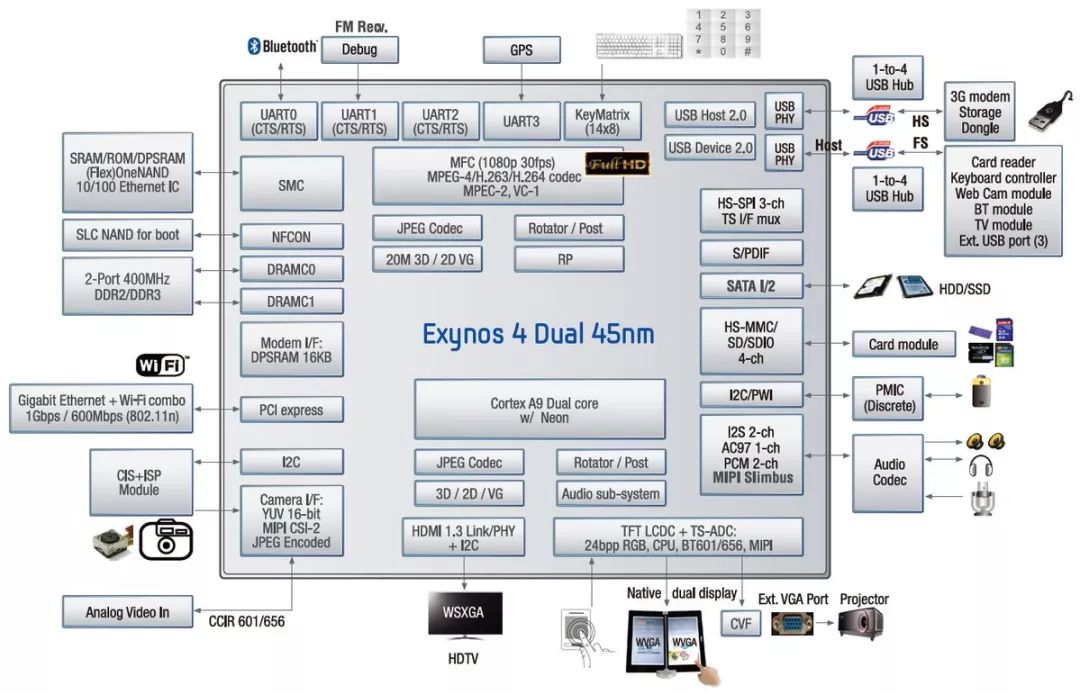 FM Recv.
Bluetooth™
Debug
GPS
1 2 3
4 5 6
7 8 9
* 0 #
UART0
(CTS/RTS)
UART1
(CTS/RTS)
UART2
(CTS/RTS)
UART3
KeyMatrix
(14x8)
USB Host 2.0
USB
PHY
USB Device 2.0
USB
PHY
1-to-4
USB Hub
USB
HS
3G modem
Storage
Dongle
Host
USB
FS
1-to-4
USB Hub
Card reader
Keyboard controller
Web Cam module
BT module
TV module
Ext. USB port (3)
SRAM/ROM/DPSRAM
(Flex)OneNAND
10/100 Ethernet IC
SMC
MFC (1080p 30fps)
MPEG-4/H.263/H.264 codec
MPEC-2, VC-1
Full HD
HS-SPI 3-ch
TS I/F mux
SLC NAND for boot
NFCON
JPEG Codec
Rotator / Post
S/PDIF
2-Port 400MHz
DDR2/DDR3
DRAMC0
20M 3D / 2D VG
RP
SATA I/2
HDD/SSD
DRAMC1
Exynos 4 Dual 45nm
Modem I/F:
DPSRAM 16KB
HS-MMC/
SD/SDIO
4-ch
Card module
Wi Fi™
Gigabit Ethernet + Wi-Fi combo
1Gbps / 600Mbps (802.11n)
PCI express
Cortex A9 Dual core
w/ Neon
I2C/PWI
PMIC
(Discrete)
I2S 2-ch
AC97 1-ch
PCM 2-ch
MIPI Slimbus
Audio
Codec
CIS+ISP
Module
I2C
JPEG Codec
Rotator / Post
3D / 2D / VG
Audio sub-system
Camera I/F:
YUV 16-bit
MIPI CSI-2
JPEG Encoded
HDMI 1.3 Link/PHY
+ I2C
TFT LCDC + TS-ADC:
24bpp RGB, CPU, BT601/656, MIPI
Analog Video In
CCIR 601/656
WSXGA
HDTV
Native dual display
WVGA
WVGA
CVF
Ext. VGA Port
Projector